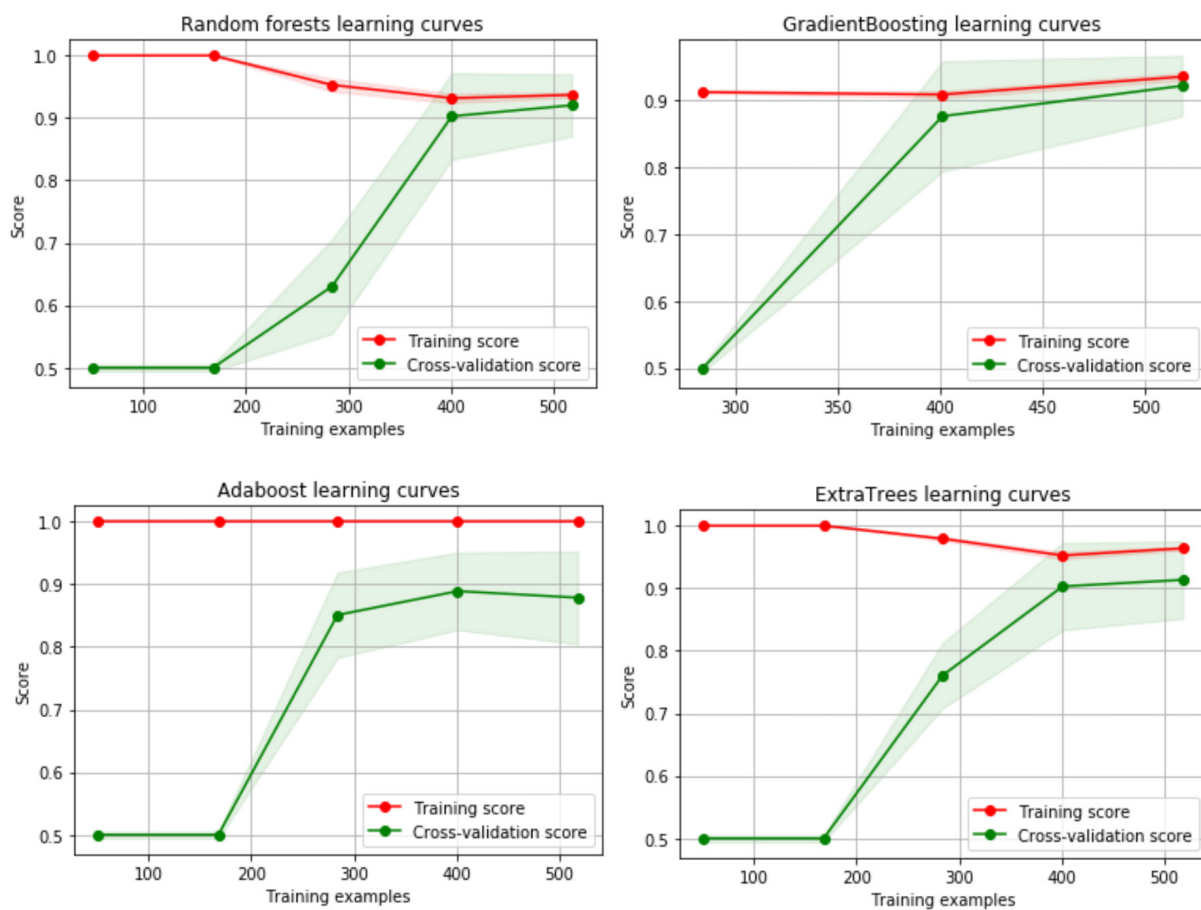 Random forests learning curves
1.0
0.9
0.8
0.7
0.6
0.5
Score
100 200 300 400 500
Training examples
Training score
Cross-validation score
GradientBoosting learning curves
0.9
0.8
0.7
0.6
0.5
Score
300 350 400 450 500
Training examples
Training score
Cross-validation score
Adaboost learning curves
1.0
0.9
0.8
0.7
0.6
0.5
Score
100 200 300 400 500
Training examples
Training score
Cross-validation score
ExtraTrees learning curves
1.0
0.9
0.8
0.7
0.6
0.5
Score
100 200 300 400 500
Training examples
Training score
Cross-validation score